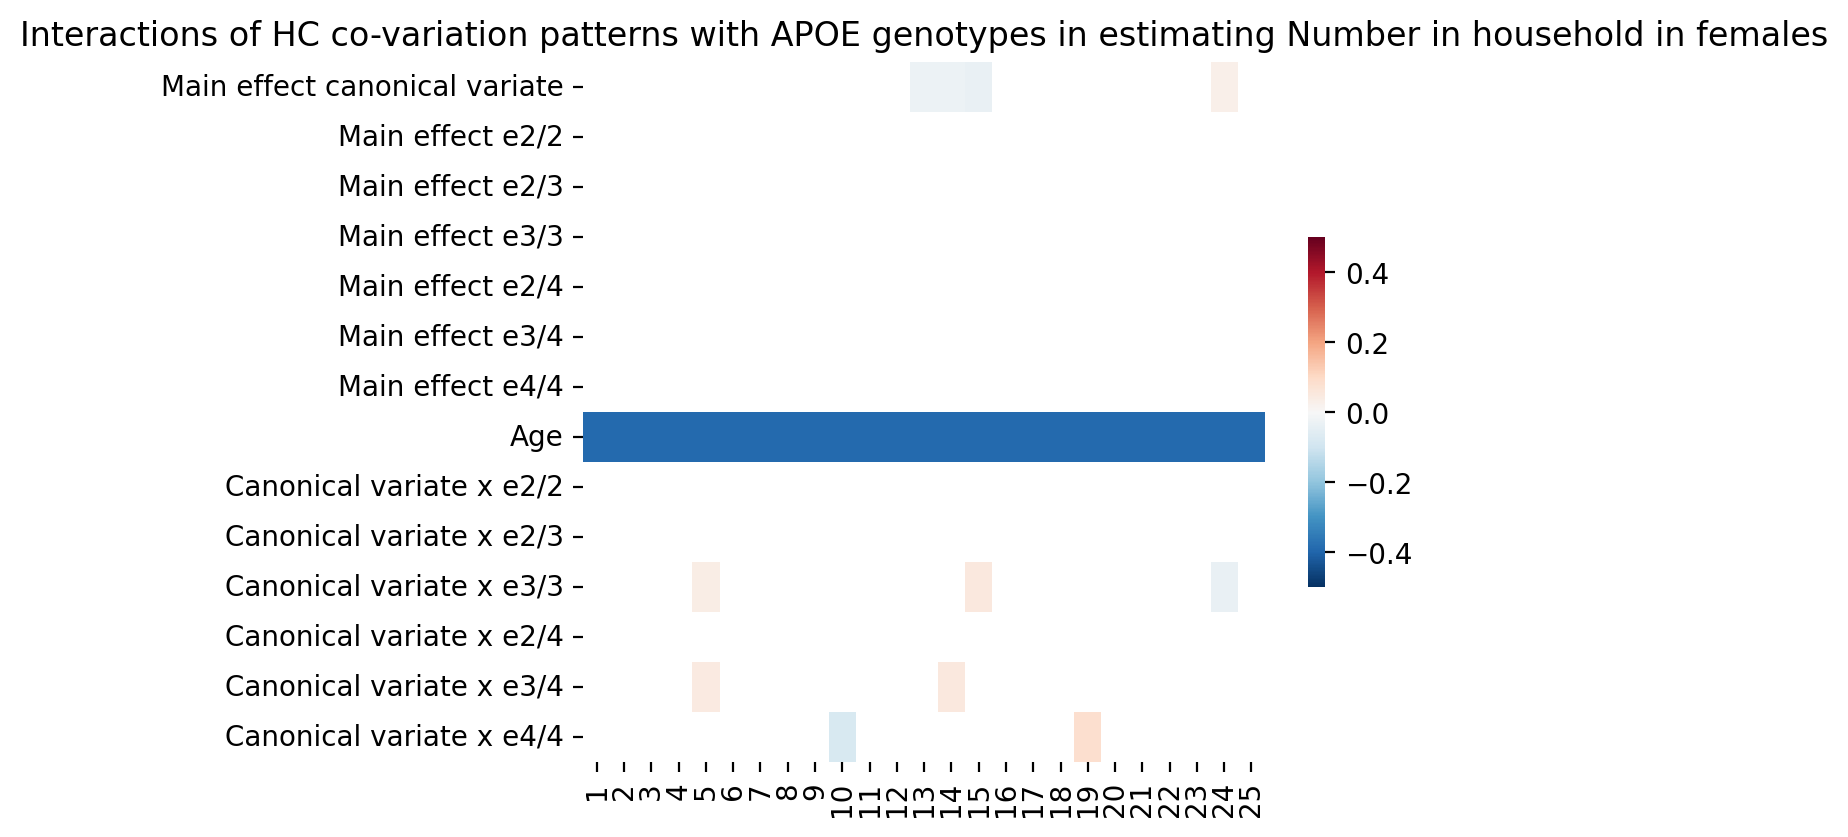 Interactions of HC co-variation patterns with APOE genotypes in estimating Number in household in females
Main effect canonical variate
Main effect e2/2
Main effect e2/3
Main effect e3/3
Main effect e2/4
Main effect e3/4
Main effect e4/4
Age
Canonical variate x e2/2
Canonical variate x e2/3
Canonical variate x e3/3
Canonical variate x e2/4
Canonical variate x e3/4
Canonical variate x e4/4
1 2 3 4 5 6 7 8 9 10 11 12 13 14 15 16 17 18 19 20 21 22 23 24 25
0.4
0.2
0.0
−0.2
−0.4